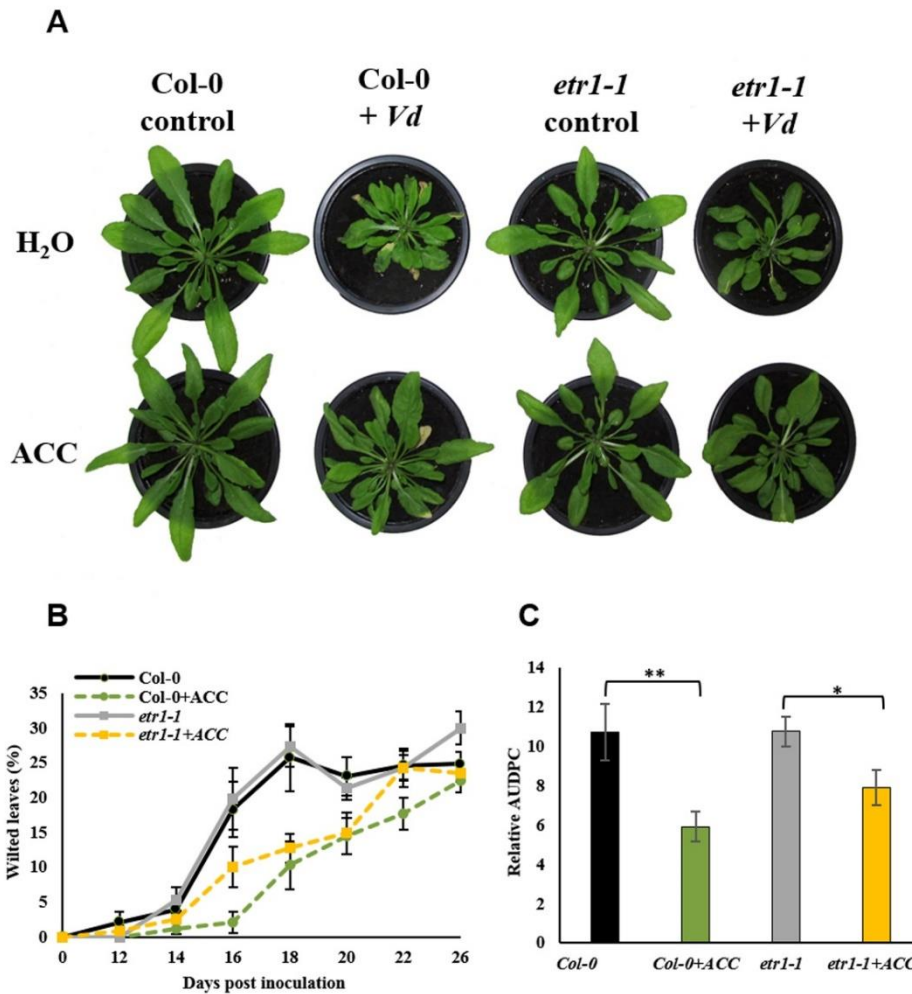 A
Col-0
control
Col-0
+ Vd
etr1-1
control
etr1-1
+Vd
H₂O
ACC
B
Col-0
Col-0+ACC
etr1-1
etr1-1+ACC
35
30
25
20
15
10
5
0
Wilted leaves (%)
0 12 14 16 18 20 22 26
Days post inoculation
C
14
12
10
8
6
4
2
0
Relative AUDPC
**
*
Col-0 Col-0+ACC etr1-1 etr1-1+ACC